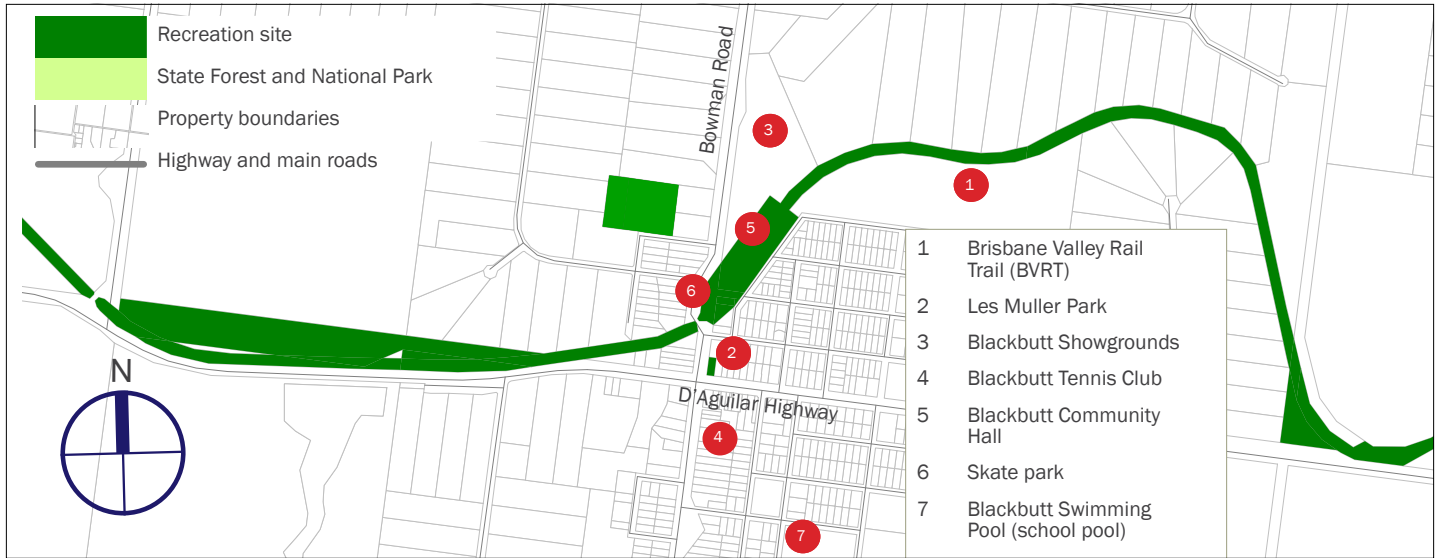 Recreation site
State Forest and National Park
Property boundaries
Highway and main roads
Bowman Road
3
1
5
6
2
D'Aguilar Highway
4
7
N
1 Brisbane Valley Rail
Trail (BVRT)
2 Les Muller Park
3 Blackbutt Showgrounds
4 Blackbutt Tennis Club
5 Blackbutt Community
Hall
6 Skate park
7 Blackbutt Swimming
Pool (school pool)